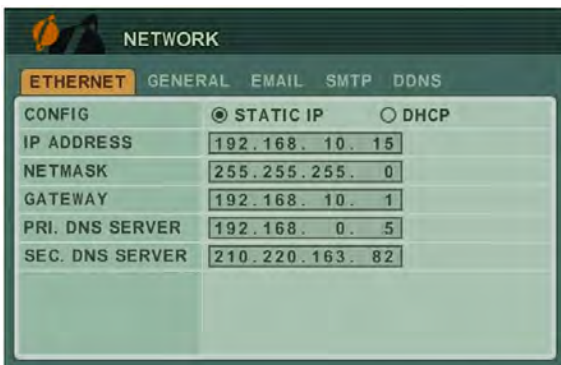 NETWORK
ETHERNET GENERAL EMAIL SMTP DDNS
CONFIG STATIC IP DHCP
IP ADDRESS 192.168. 10. 15
NETMASK 255.255.255. 0
GATEWAY 192.168. 10. 1
PRI. DNS SERVER 192.168. 0. 5
SEC. DNS SERVER 210.220.163. 82